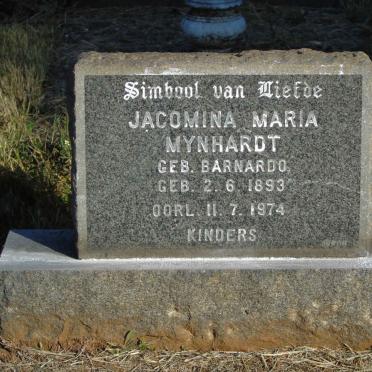 Simbool van Liefde
JACOMINA MARIA
MYNHARDT
GEB. BARNARDO
GEB. 2.6.1893
OORL. 11.7.1974
KINDERS